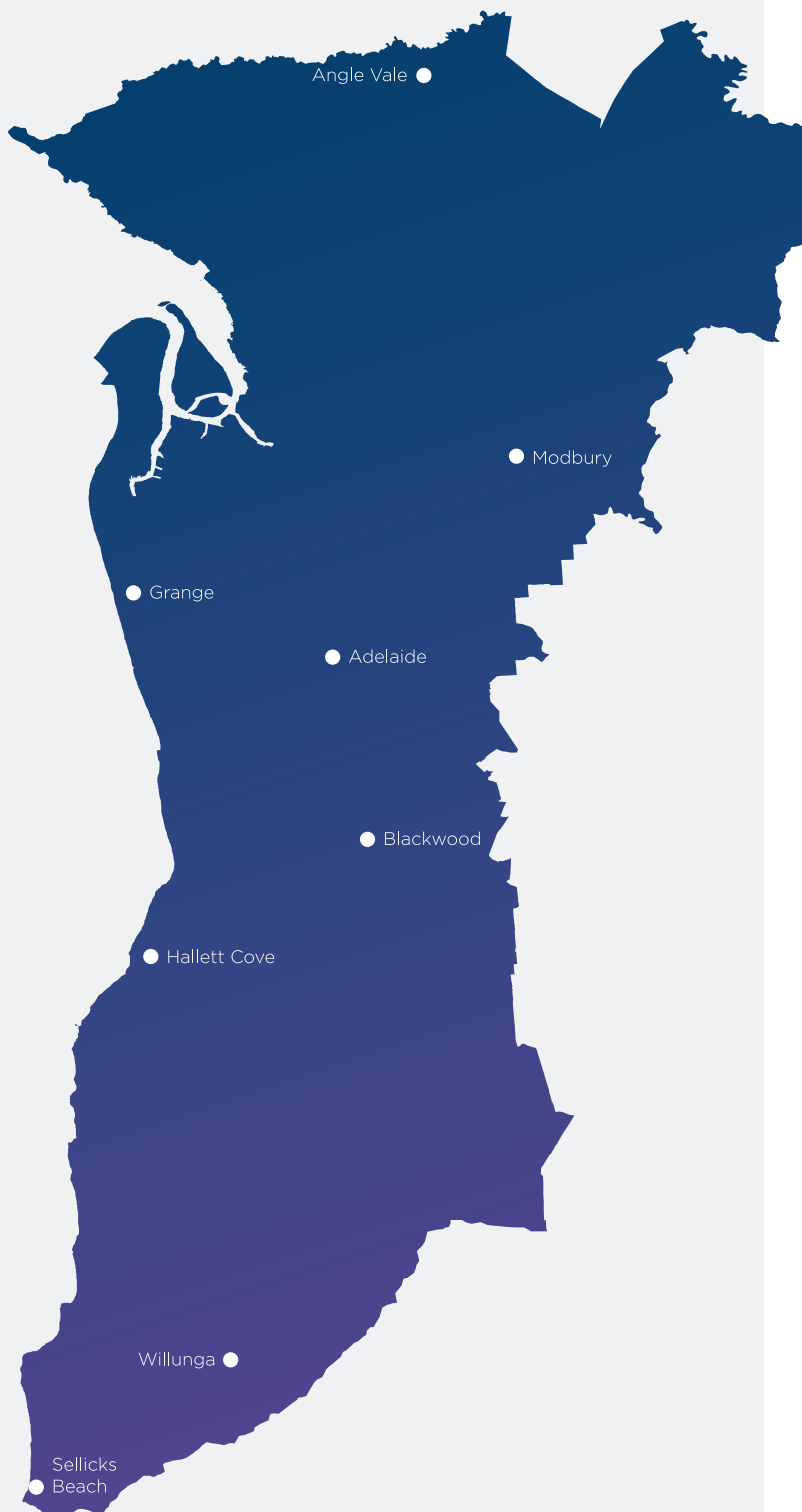 Angle Vale
Modbury
Grange
Adelaide
Blackwood
Hallett Cove
Willunga
Sellicks
Beach